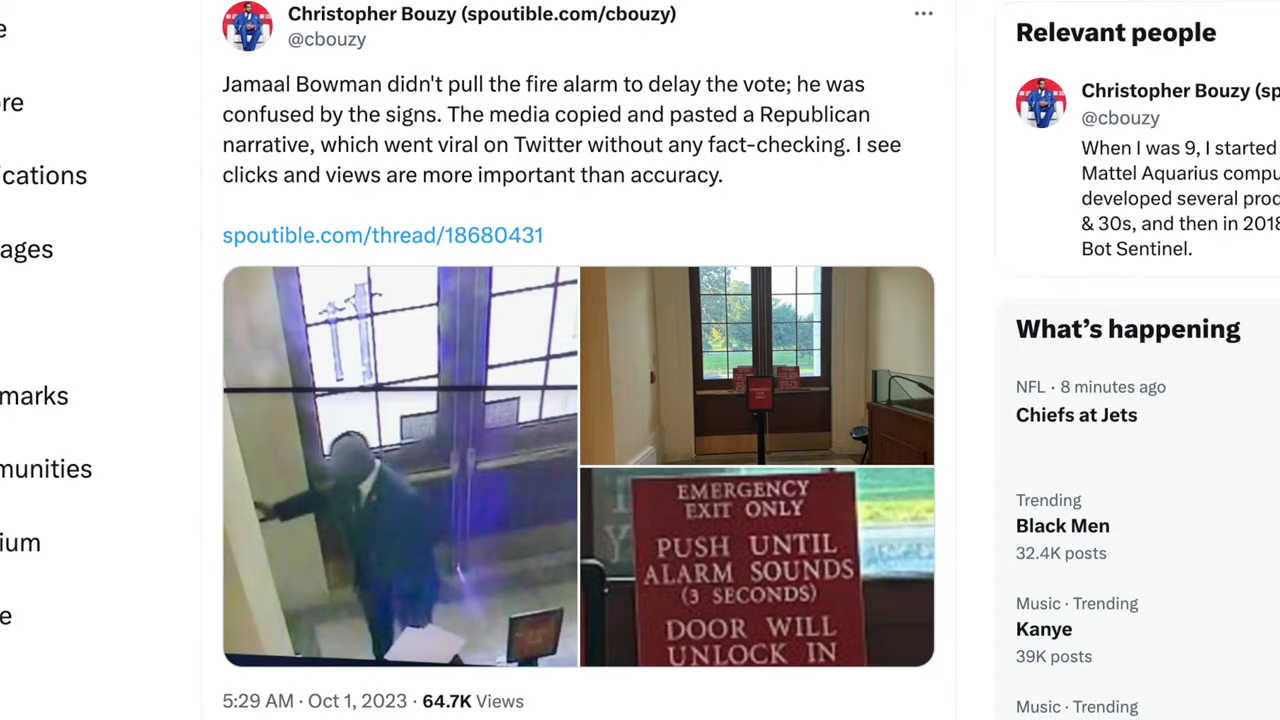 e
re
ications
ages
marks
munities
ium
e
Christopher Bouzy (spoutible.com/cbouzy)
@cbouzy
Jamaal Bowman didn't pull the fire alarm to delay the vote; he was
confused by the signs. The media copied and pasted a Republican
narrative, which went viral on Twitter without any fact-checking. I see
clicks and views are more important than accuracy.
spoutible.com/thread/18680431
EMERGENCY
EXIT ONLY
PUSH UNTIL
ALARM SOUNDS
(3 SECONDS)
DOOR WILL
UNLOCK IN
5:29 AM · Oct 1, 2023 · 64.7K Views
Relevant people
Christopher Bouzy (sp
@cbouzy
When I was 9, I started
Mattel Aquarius compu
developed several prod
& 30s, and then in 2018
Bot Sentinel.
What's happening
NFL · 8 minutes ago
Chiefs at Jets
Trending
Black Men
32.4K posts
Music · Trending
Kanye
39K posts
Music · Trending